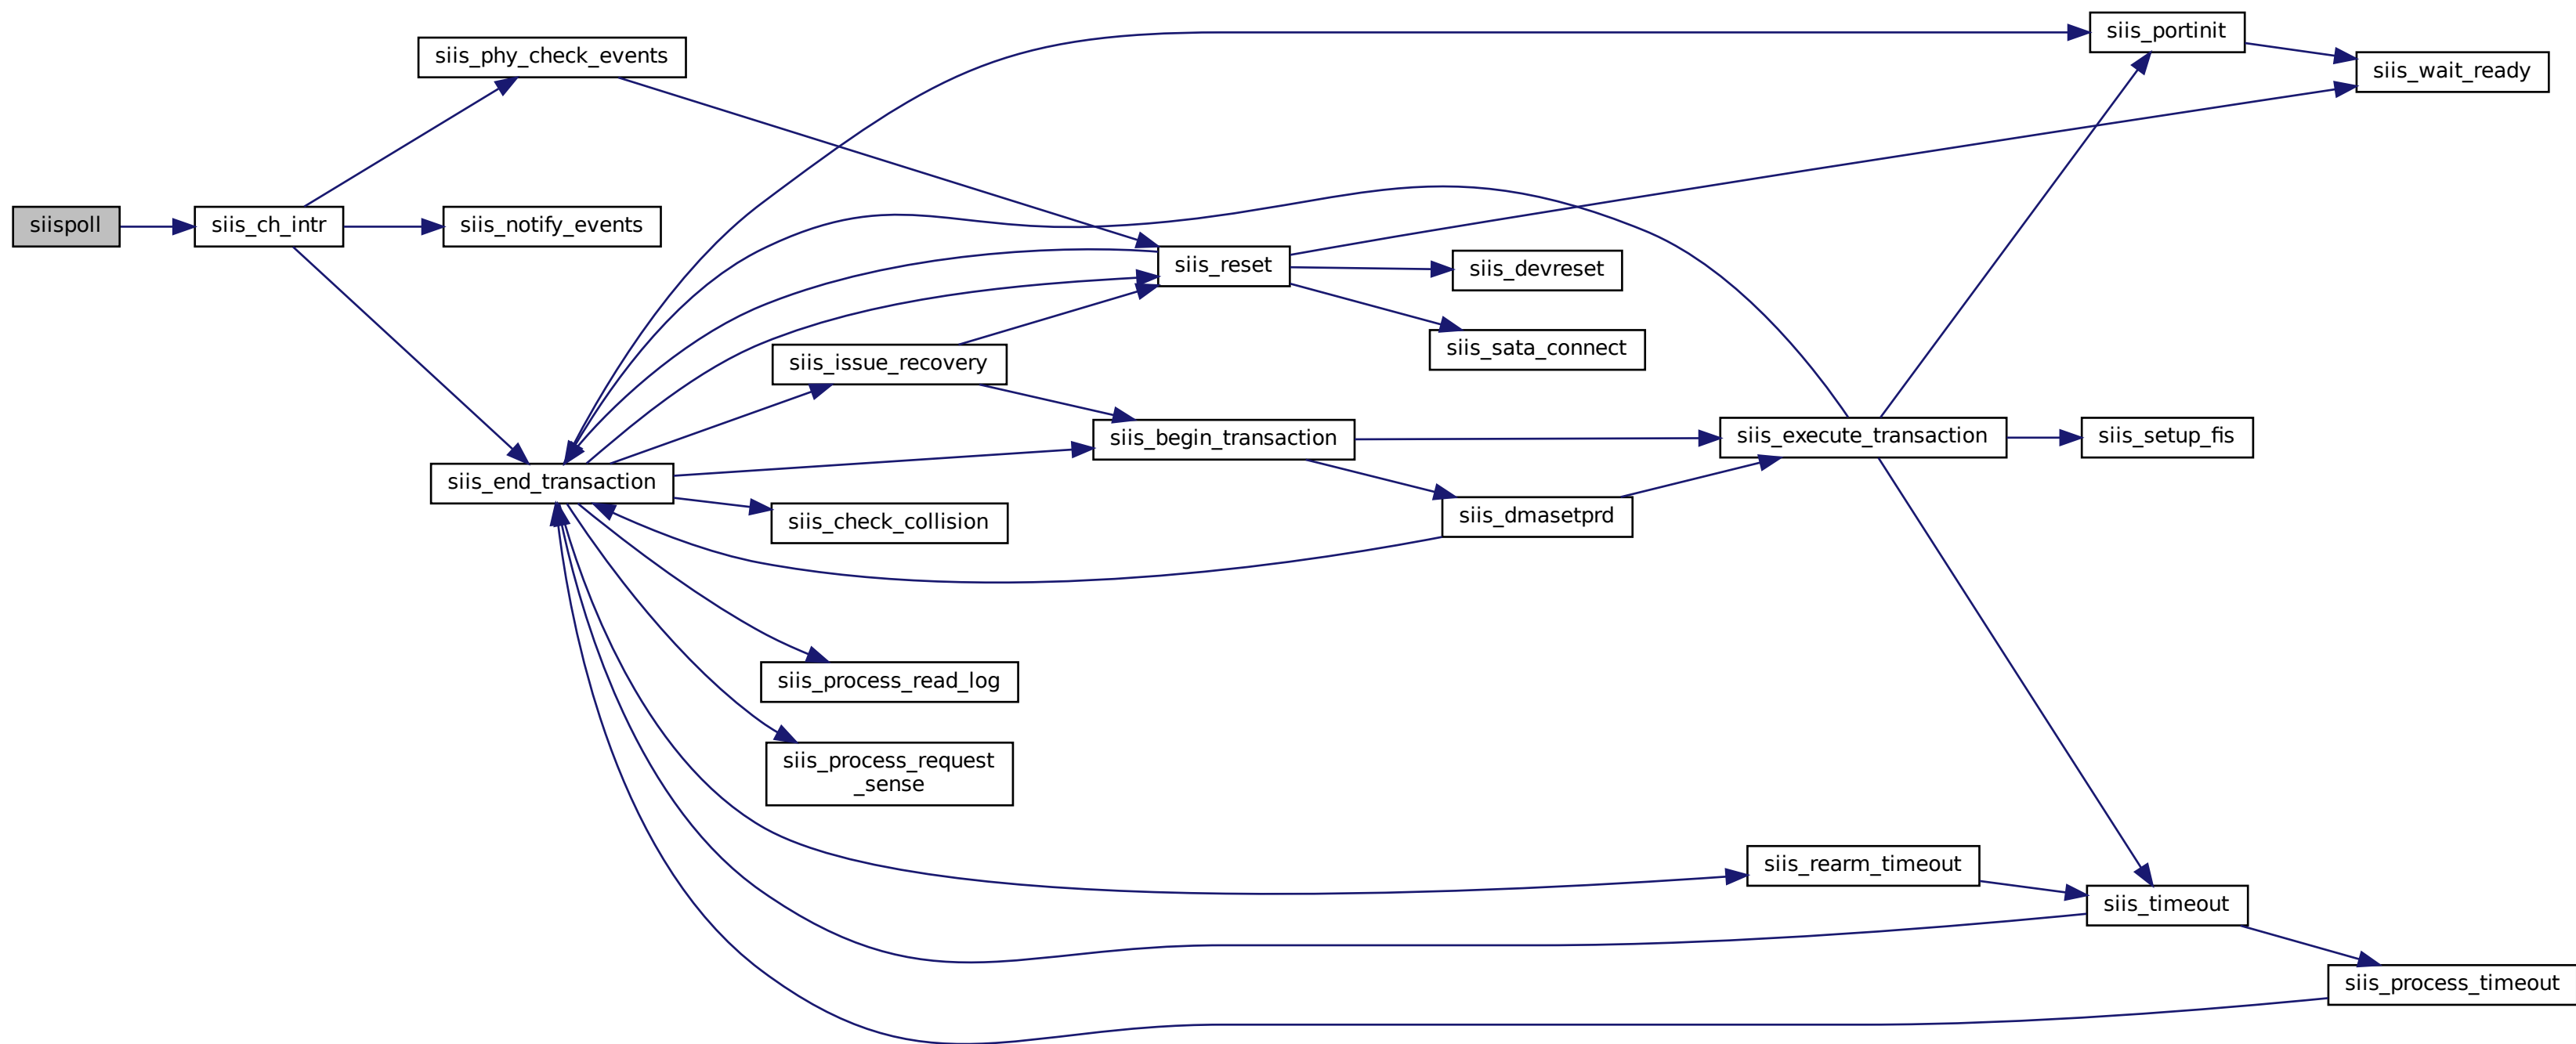 siis_portinit
siis_phy_check_events
siis_wait_ready
siispoll
siis_ch_intr
siis_notify_events
siis_reset
siis_devreset
siis_sata_connect
siis_issue_recovery
siis_begin_transaction
siis_execute_transaction
siis_setup_fis
siis_end_transaction
siis_check_collision
siis_dmasetprd
siis_process_read_log
siis_process_request
_sense
siis_rearm_timeout
siis_timeout
siis_process_timeout